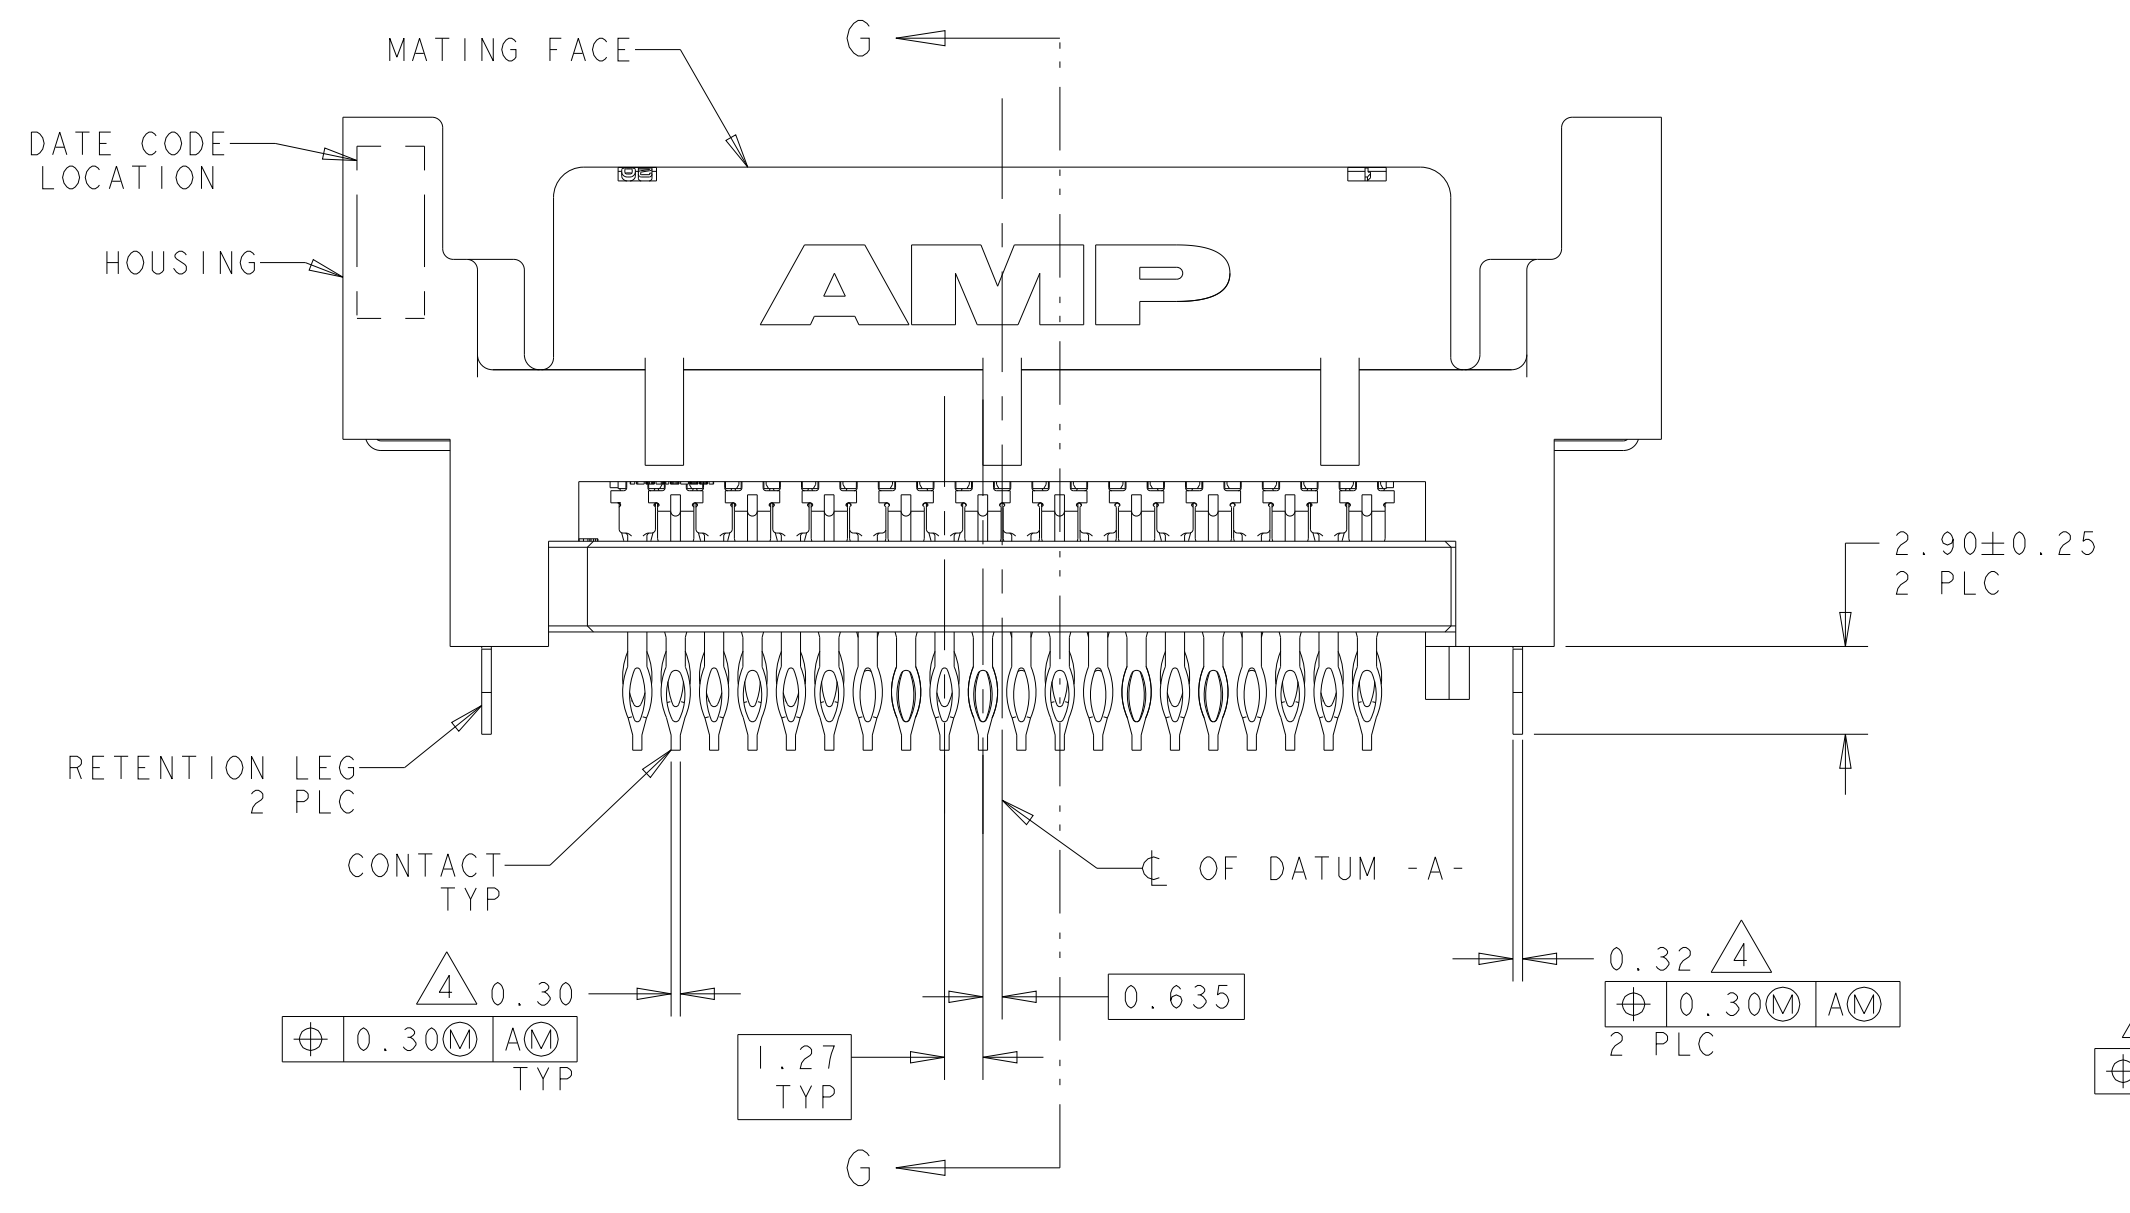 MATING FACE
G
DATE CODE
LOCATION
HOUSING
AMP
2.90±0.25
2 PLC
RETENTION LEG
2 PLC
CONTACT
TYP
℄ OF DATUM -A-
4 0.30
⌖ 0.30Ⓜ AⓂ
TYP
0.635
1.27
TYP
0.32 4
⌖ 0.30Ⓜ AⓂ
2 PLC
G